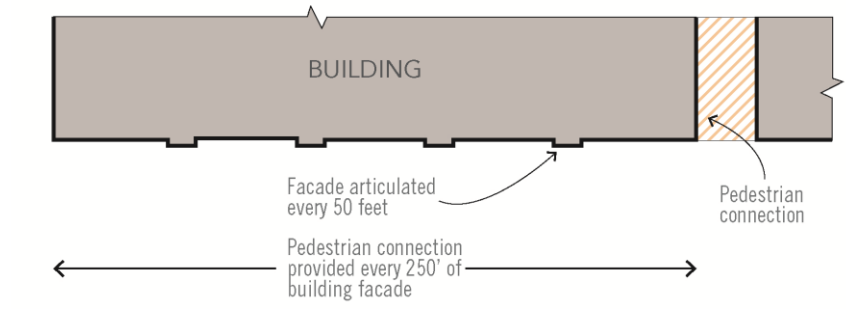 BUILDING
Facade articulated
every 50 feet
Pedestrian
connection
Pedestrian connection
provided every 250' of
building facade